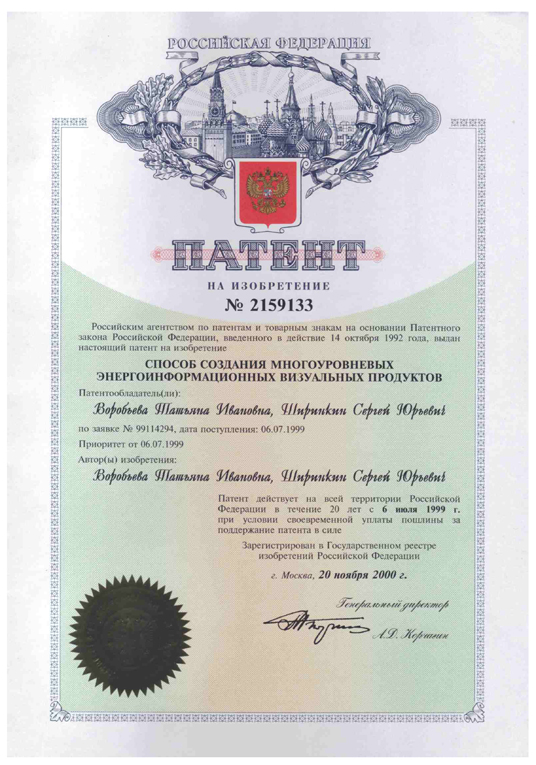 РОССИЙСКАЯ ФЕДЕРАЦИЯ
ПАТЕНТ
НА ИЗОБРЕТЕНИЕ
№ 2159133
Российским агентством по патентам и товарным знакам на основании Патентного
закона Российской Федерации, введенного в действие 14 октября 1992 года, выдан
настоящий патент на изобретение
СПОСОБ СОЗДАНИЯ МНОГОУРОВНЕВЫХ
ЭНЕРГОИНФОРМАЦИОННЫХ ВИЗУАЛЬНЫХ ПРОДУКТОВ
Патентообладатель(ли):
Воробьева Татьяна Ивановна, Ширинкин Сергей Юрьевич
по заявке № 99114294, дата поступления: 06.07.1999
Приоритет от 06.07.1999
Автор(ы) изобретения:
Воробьева Татьяна Ивановна, Ширинкин Сергей Юрьевич
Патент действует на всей территории Российской
Федерации в течение 20 лет с 6 июля 1999 г.
при условии своевременной уплаты пошлины за
поддержание патента в силе
Зарегистрирован в Государственном реестре
изобретений Российской Федерации
г. Москва, 20 ноября 2000 г.
Генеральный директор
А.Д. Корчагин